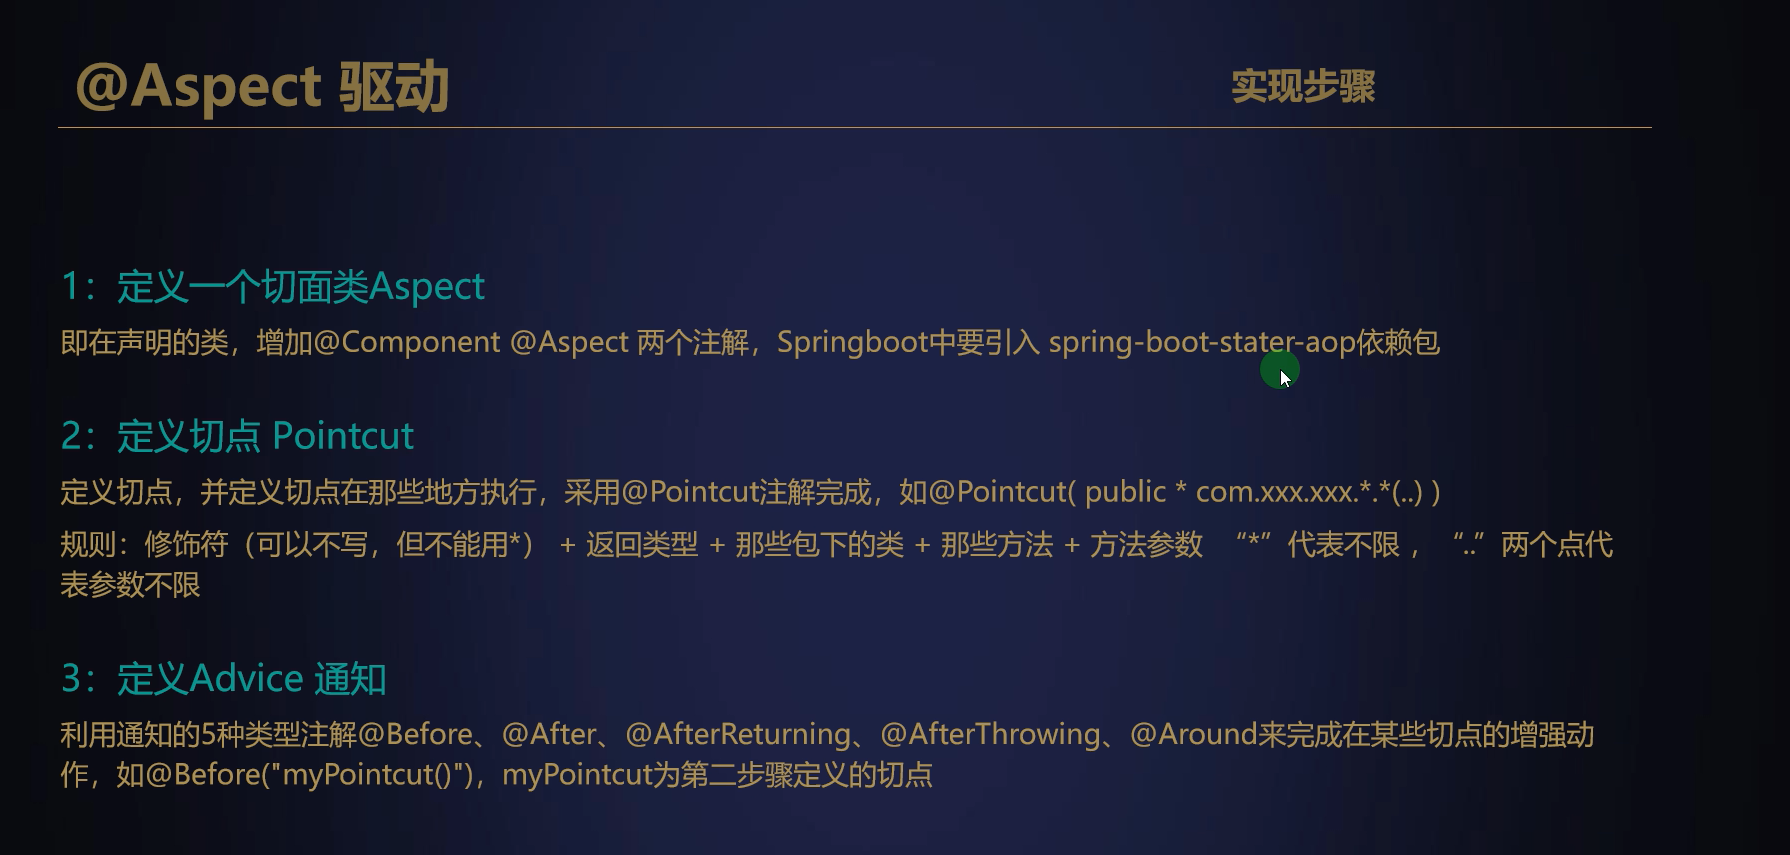 @Aspect 驱动
实现步骤
1：定义一个切面类Aspect
即在声明的类，增加@Component @Aspect 两个注解，Springboot中要引入 spring-boot-stater-aop依赖包
2：定义切点 Pointcut
定义切点，并定义切点在那些地方执行，采用@Pointcut注解完成，如@Pointcut( public * com.xxx.xxx.*.*(..) )
规则：修饰符（可以不写，但不能用*） + 返回类型 + 那些包下的类 + 那些方法 + 方法参数 “*”代表不限 ，“..”两个点代
表参数不限
3：定义Advice 通知
利用通知的5种类型注解@Before、@After、@AfterReturning、@AfterThrowing、@Around来完成在某些切点的增强动
作，如@Before("myPointcut()")，myPointcut为第二步骤定义的切点